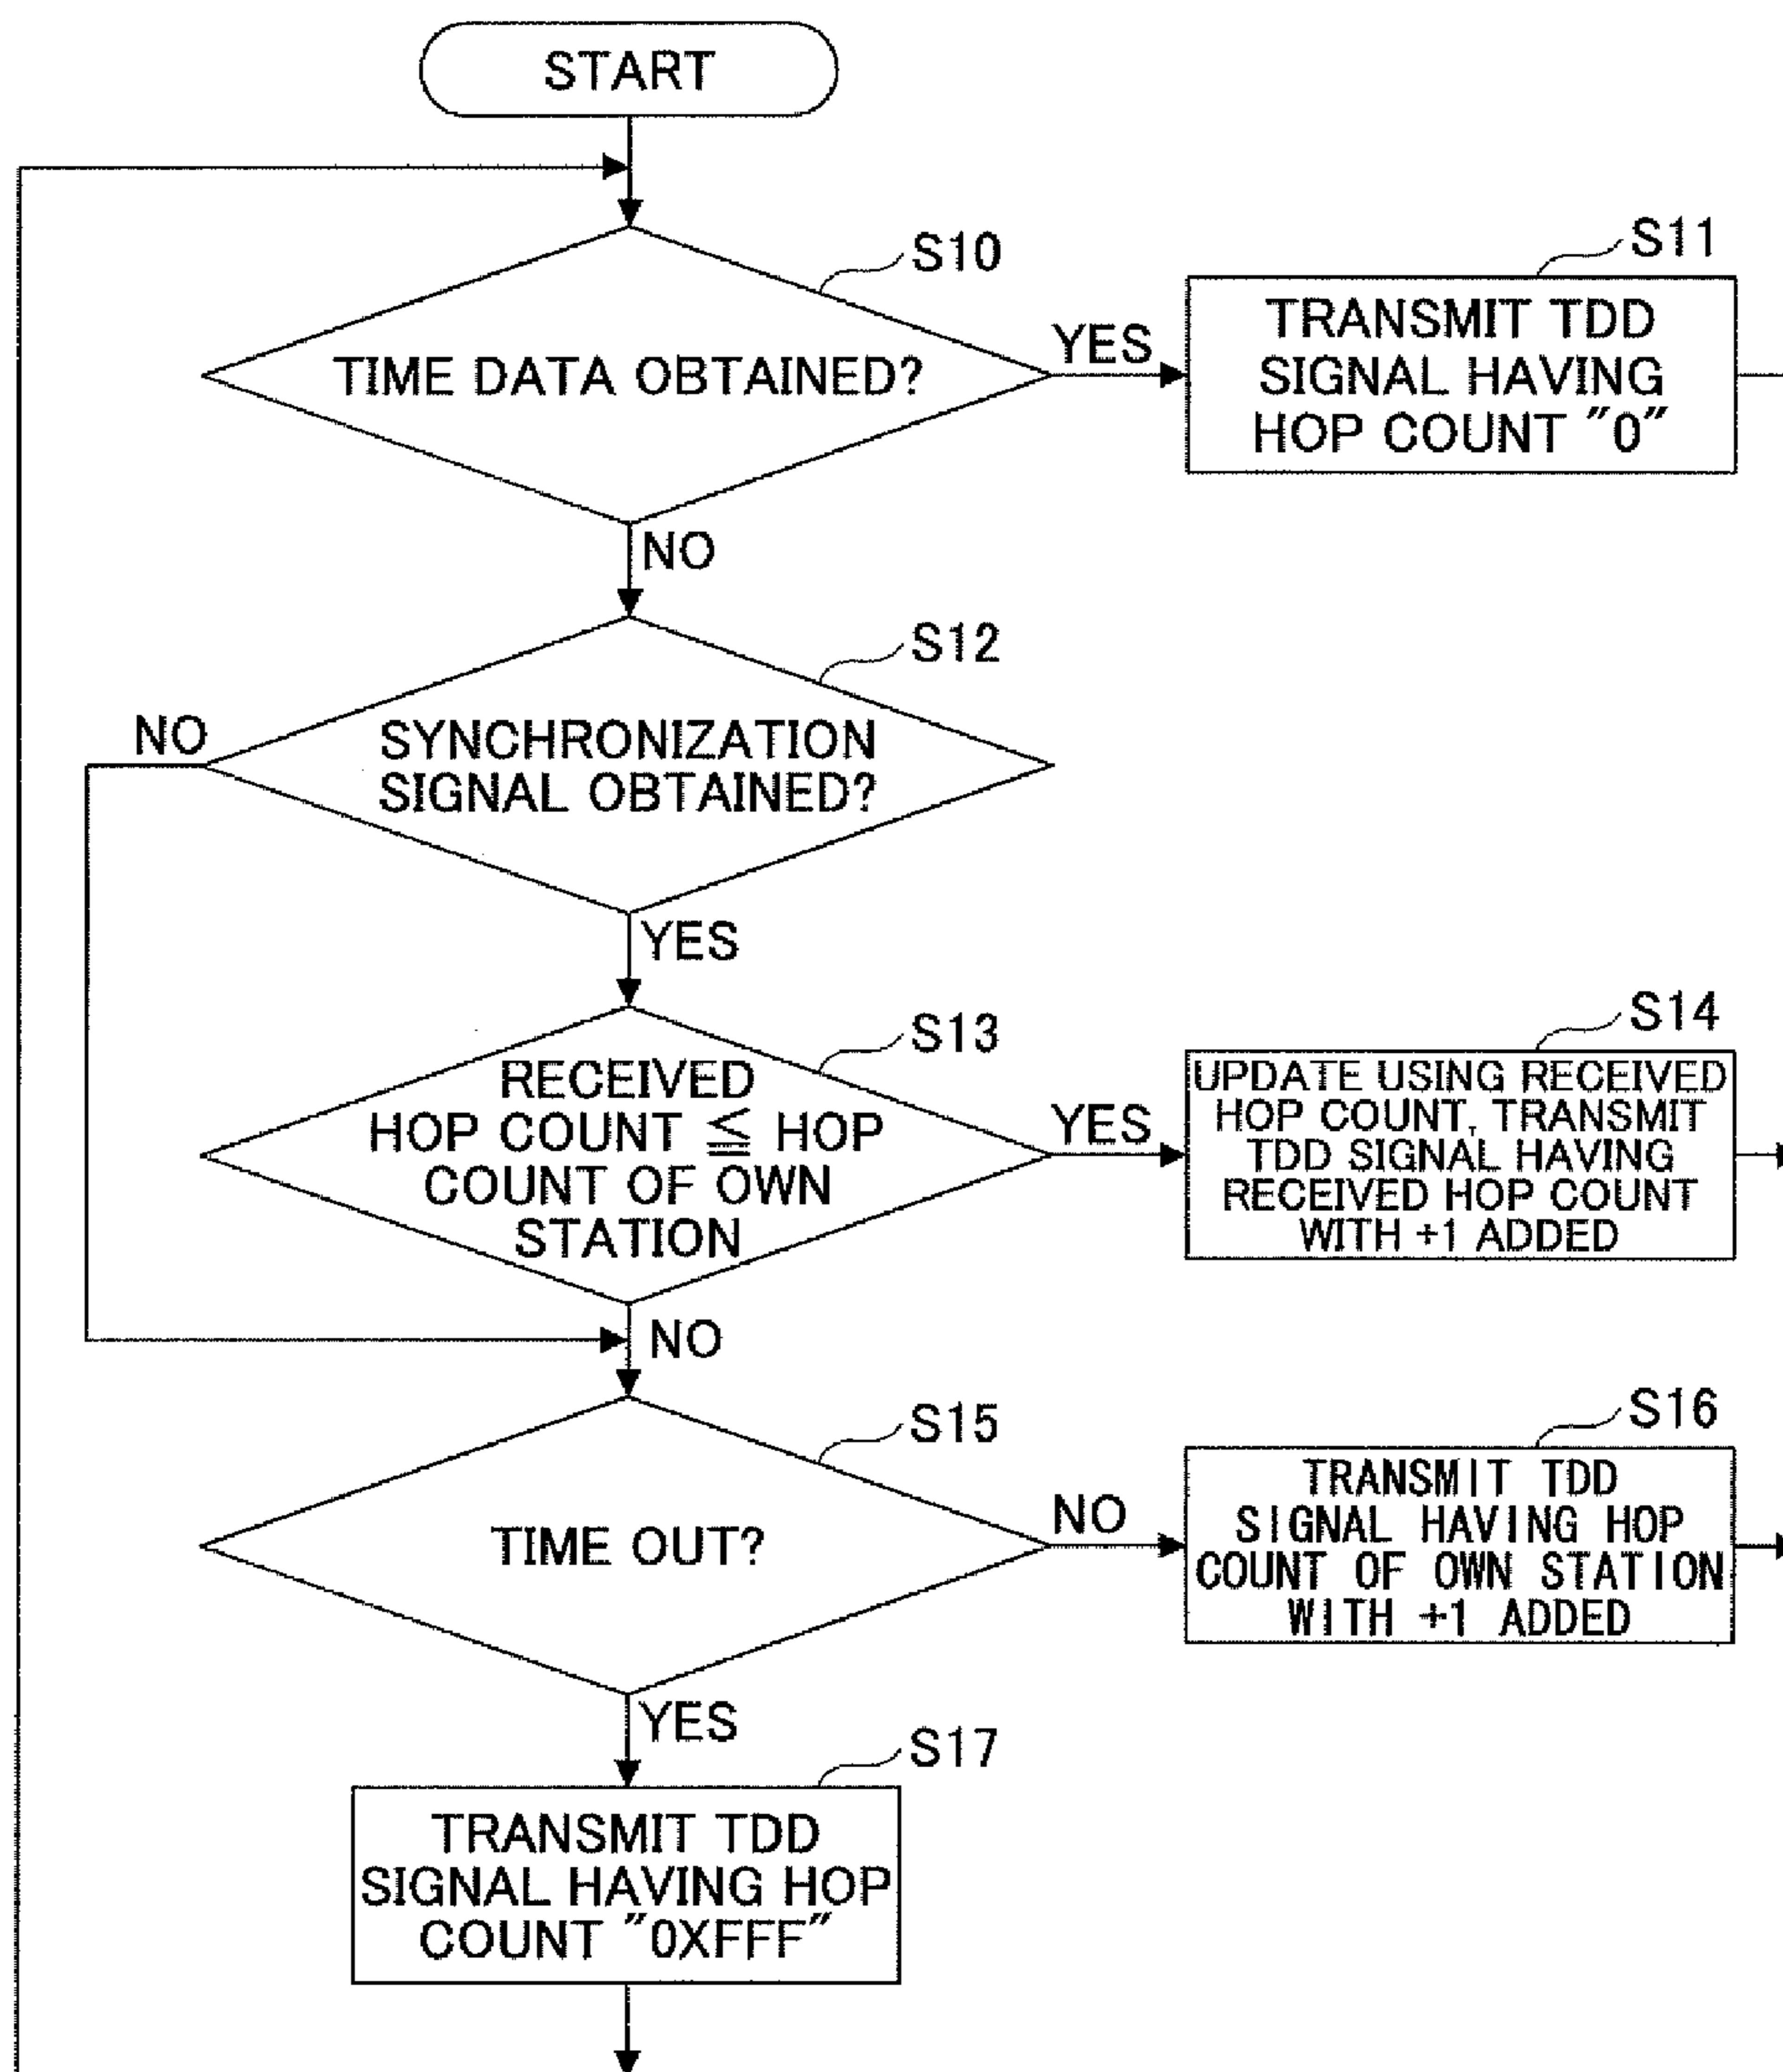 START
S10
TIME DATA OBTAINED?
YES
S11
TRANSMIT TDD
SIGNAL HAVING
HOP COUNT "0"
NO
S12
SYNCHRONIZATION
SIGNAL OBTAINED?
NO
YES
S13
RECEIVED
HOP COUNT ≦ HOP
COUNT OF OWN
STATION
YES
S14
UPDATE USING RECEIVED
HOP COUNT, TRANSMIT
TDD SIGNAL HAVING
RECEIVED HOP COUNT
WITH +1 ADDED
NO
S15
TIME OUT?
NO
S16
TRANSMIT TDD
SIGNAL HAVING HOP
COUNT OF OWN STATION
WITH +1 ADDED
YES
S17
TRANSMIT TDD
SIGNAL HAVING HOP
COUNT "0XFFF"